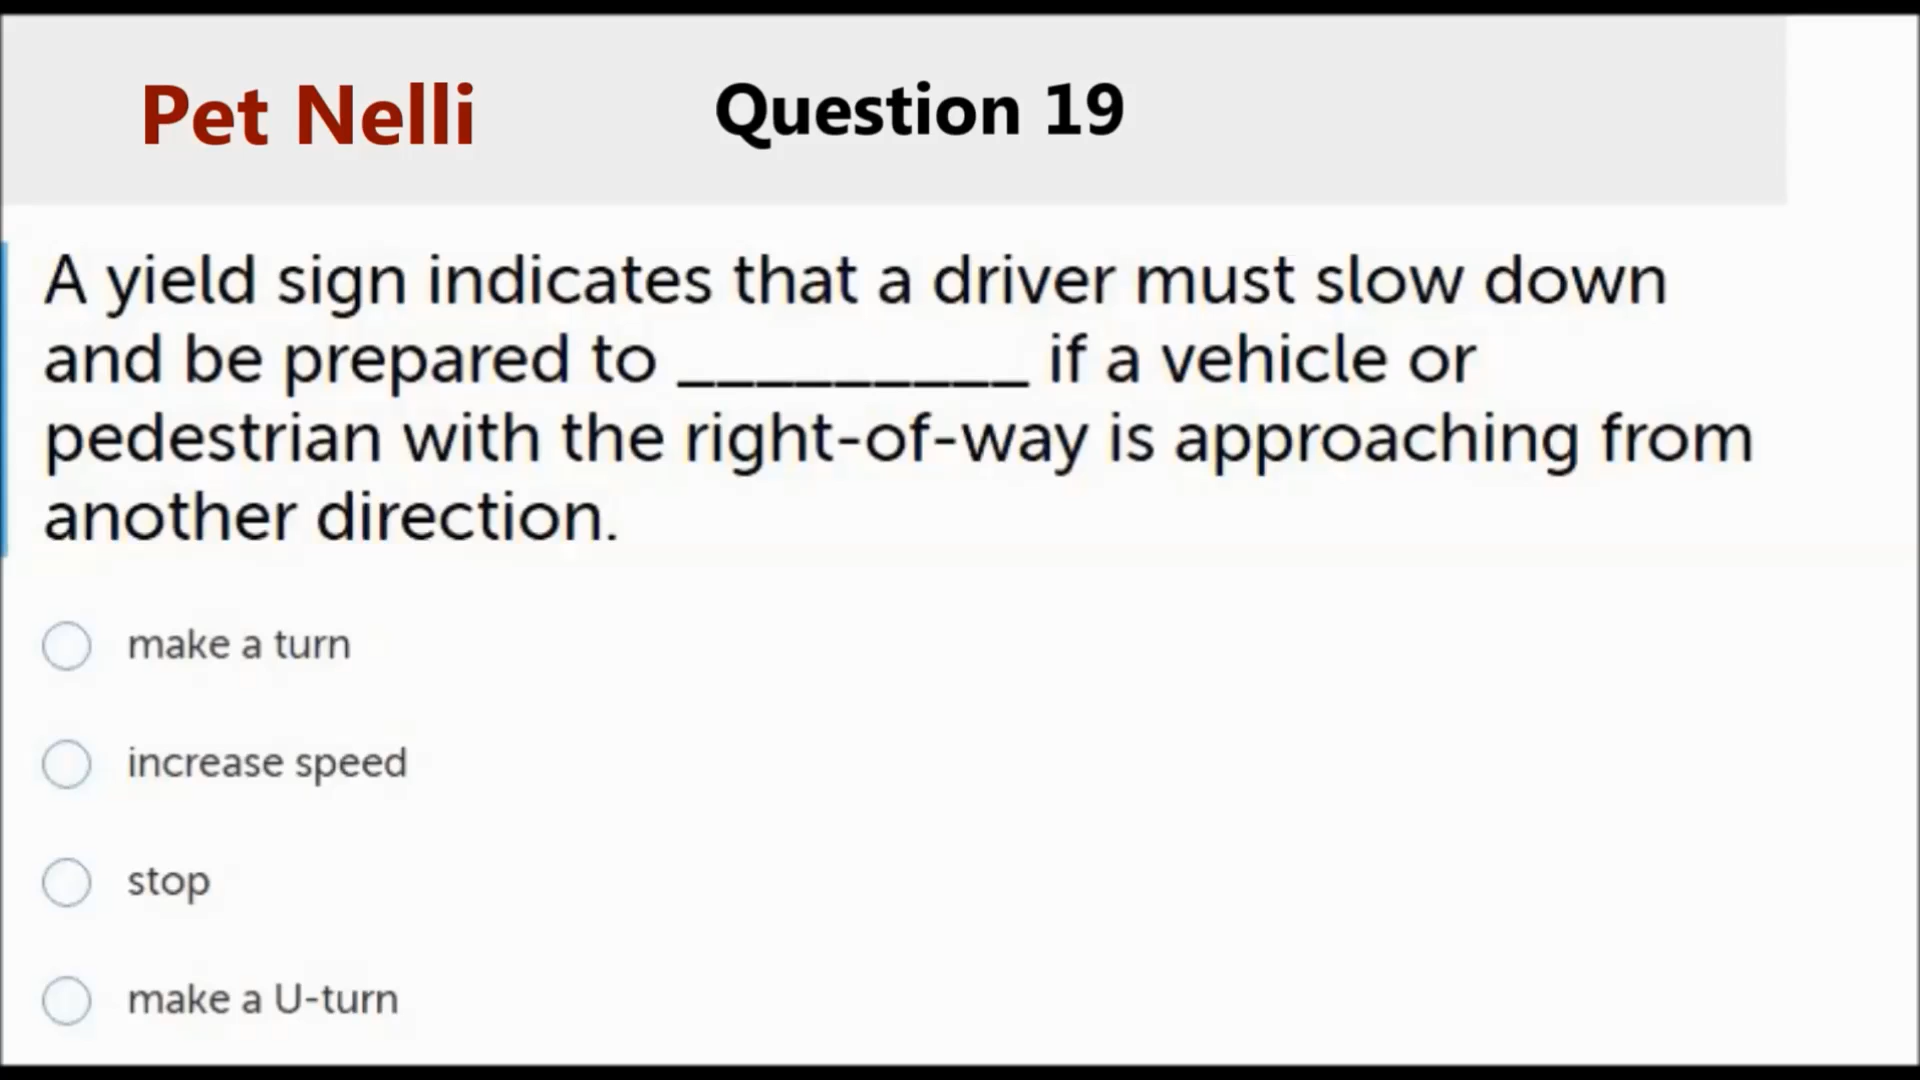 Pet Nelli
Question 19
A yield sign indicates that a driver must slow down
and be prepared to _________ if a vehicle or
pedestrian with the right-of-way is approaching from
another direction.
make a turn
increase speed
stop
make a U-turn